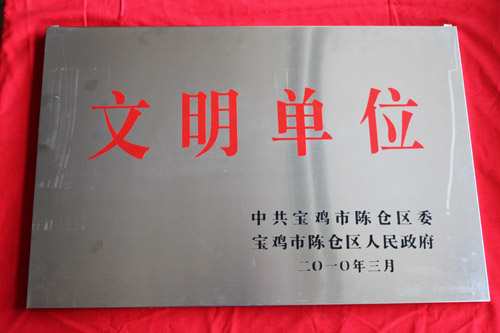 文明单位
中共宝鸡市陈仓区委
宝鸡市陈仓区人民政府
二〇一〇年三月